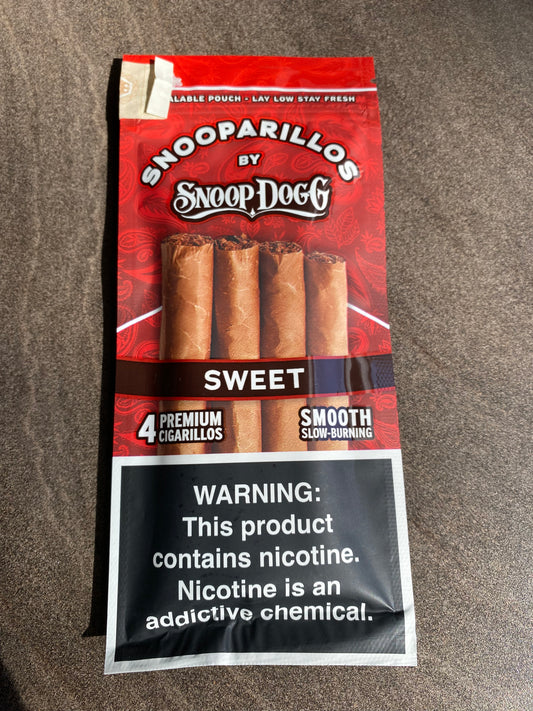 ALABLE POUCH - LAY LOW STAY FRESH
SNOOPARILLOS
BY
SNOOP DOGG
SWEET
4 PREMIUM
CIGARILLOS
SMOOTH
SLOW-BURNING
WARNING:
This product
contains nicotine.
Nicotine is an
addictive chemical.